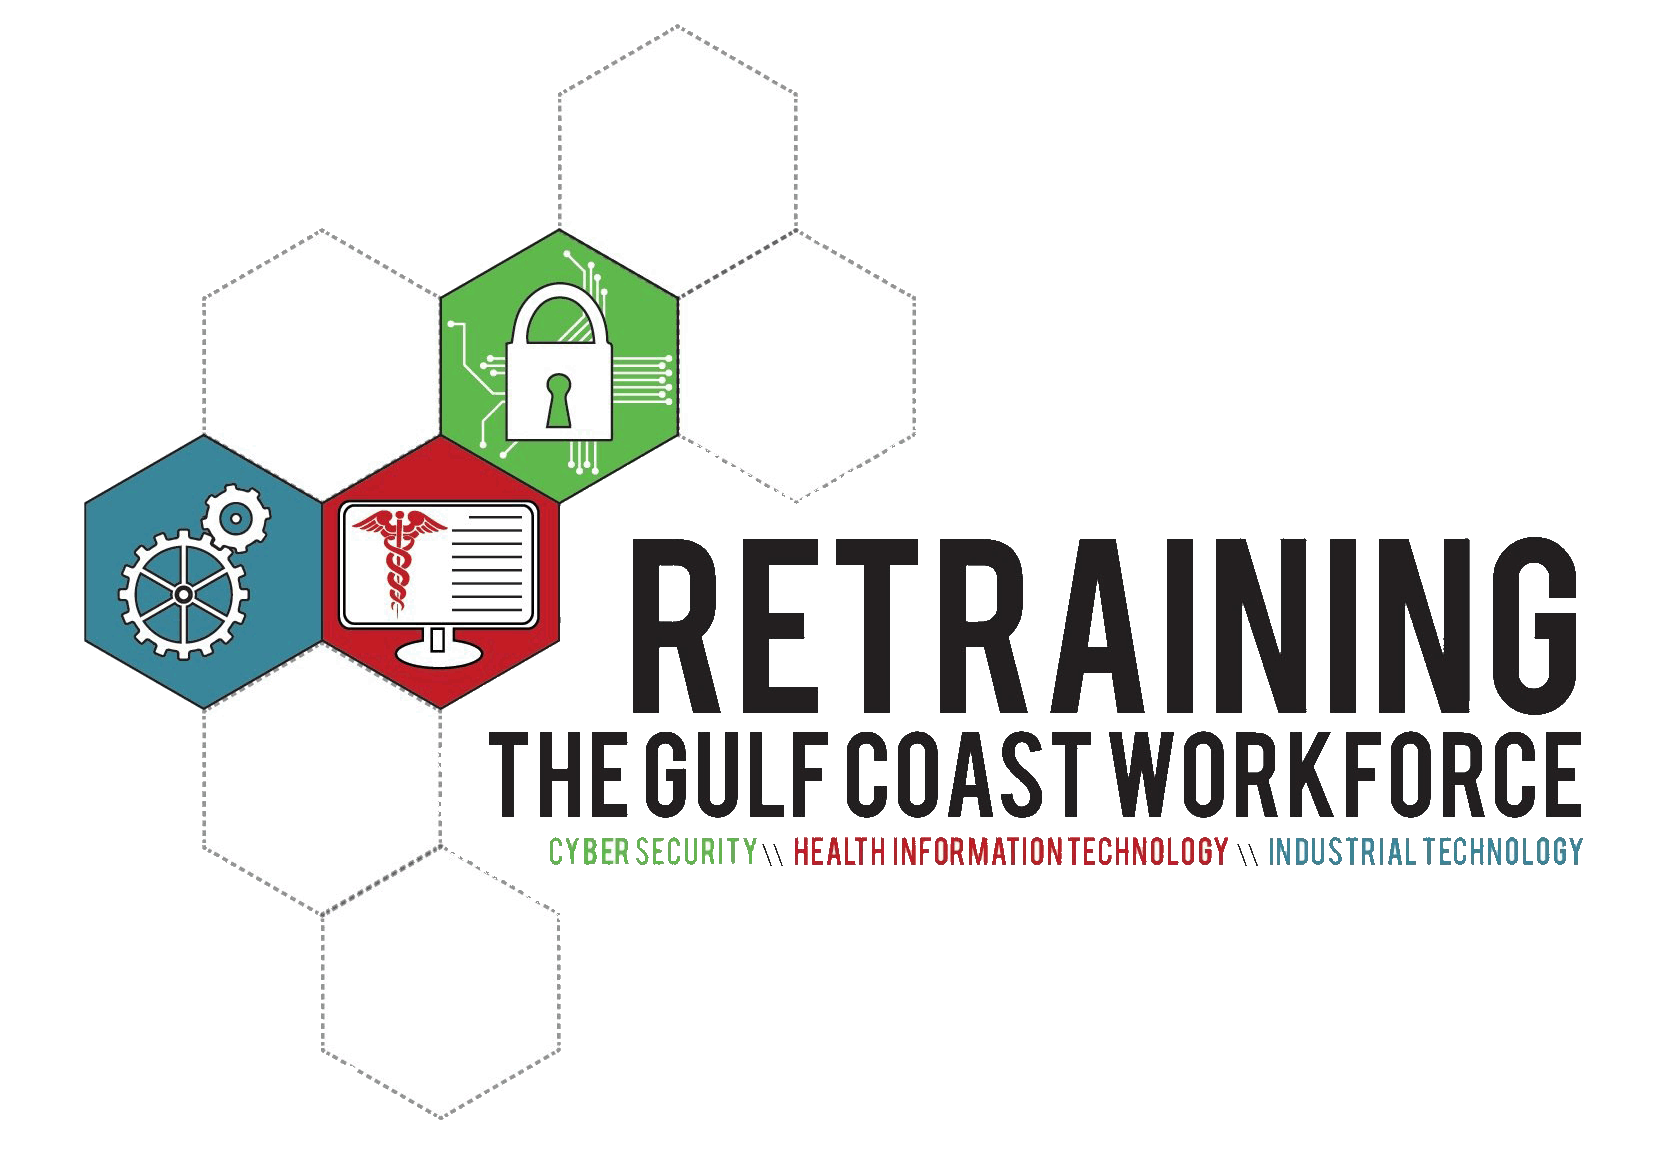 RETRAINING
THE GULF COAST WORKFORCE
CYBER SECURITY \\ HEALTH INFORMATION TECHNOLOGY \\ INDUSTRIAL TECHNOLOGY